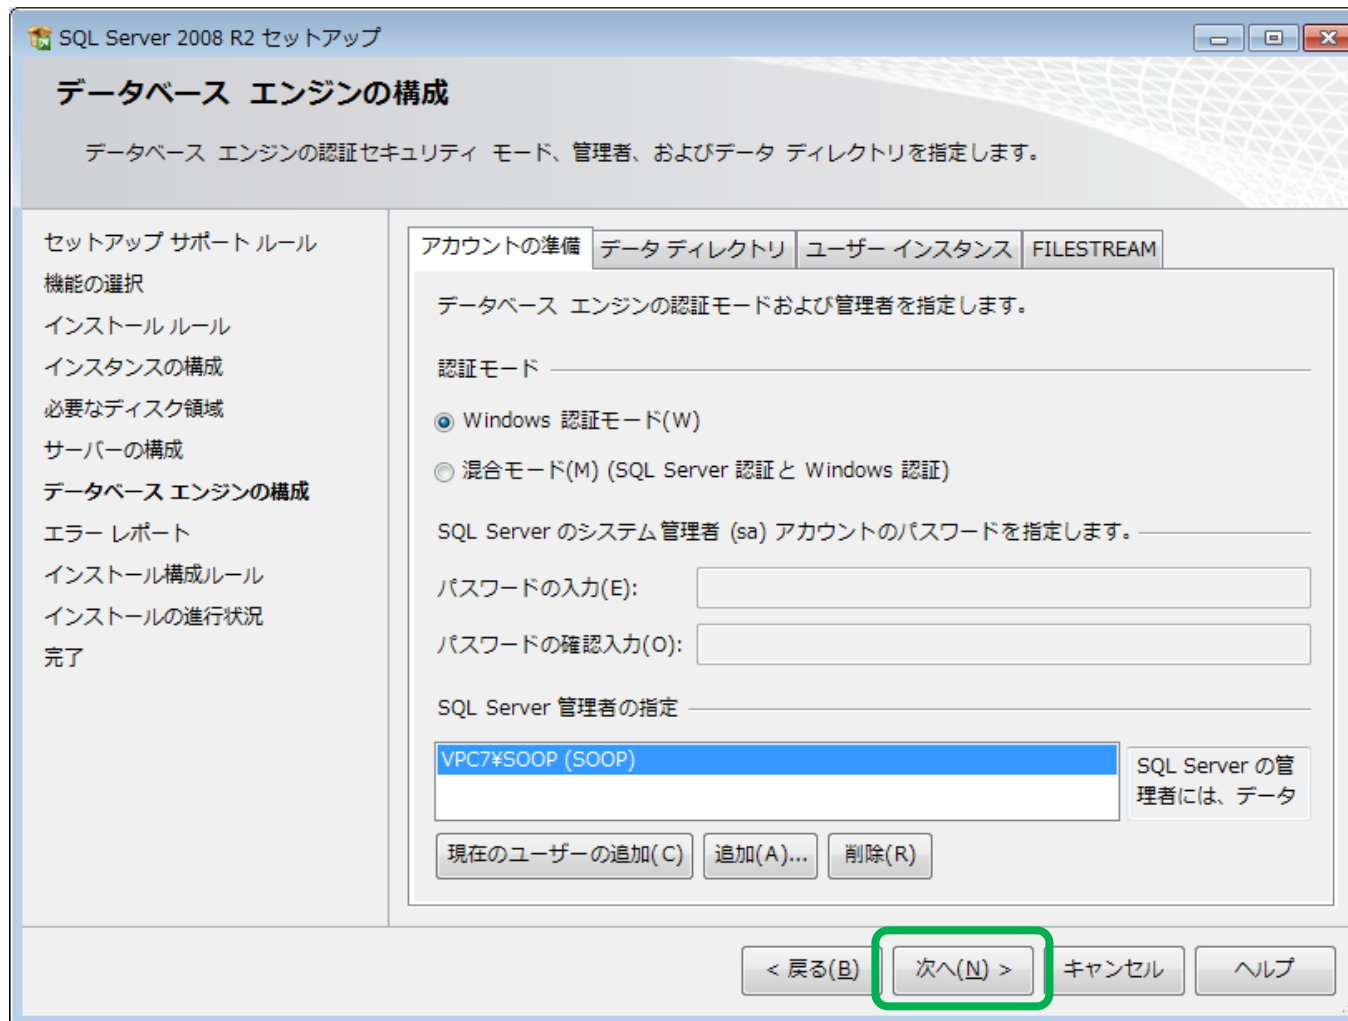 SQL Server 2008 R2 セットアップ
データベース エンジンの構成
データベース エンジンの認証セキュリティ モード、管理者、およびデータ ディレクトリを指定します。
セットアップ サポート ルール
機能の選択
インストール ルール
インスタンスの構成
必要なディスク領域
サーバーの構成
データベース エンジンの構成
エラー レポート
インストール構成ルール
インストールの進行状況
完了
アカウントの準備 データ ディレクトリ ユーザー インスタンス FILESTREAM
データベース エンジンの認証モードおよび管理者を指定します。
認証モード
Windows 認証モード(W)
混合モード(M) (SQL Server 認証と Windows 認証)
SQL Server のシステム管理者 (sa) アカウントのパスワードを指定します。
パスワードの入力(E):
パスワードの確認入力(O):
SQL Server 管理者の指定
VPC7¥SOOP (SOOP)
SQL Server の管
理者には、データ
現在のユーザーの追加(C) 追加(A)... 削除(R)
< 戻る(B) 次へ(N) > キャンセル ヘルプ